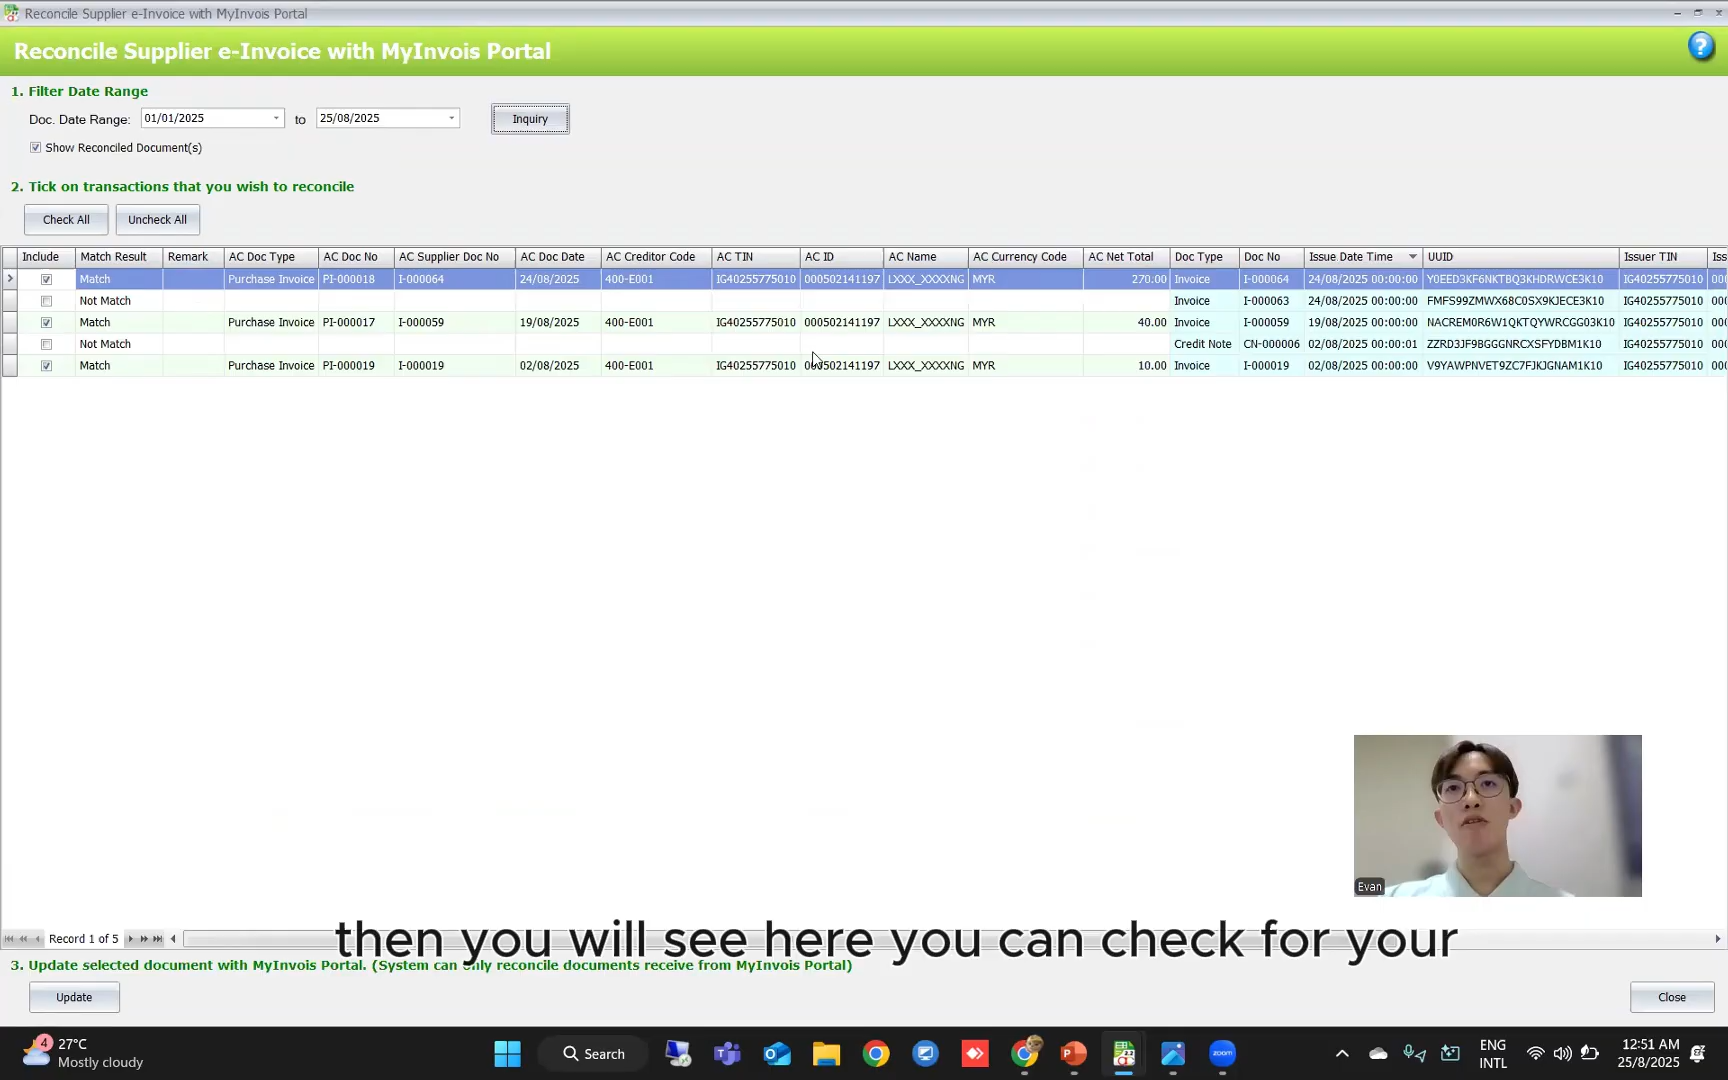 Reconcile Supplier e-Invoice with MyInvois Portal
Reconcile Supplier e-Invoice with MyInvois Portal
1. Filter Date Range
Doc. Date Range: 01/01/2025 to 25/08/2025 Inquiry
Show Reconciled Document(s)
2. Tick on transactions that you wish to reconcile
Check All Uncheck All
Include Match Result Remark AC Doc Type AC Doc No AC Supplier Doc No AC Doc Date AC Creditor Code AC TIN AC ID AC Name AC Currency Code AC Net Total Doc Type Doc No Issue Date Time UUID Issuer TIN Iss
Match Purchase Invoice PI-000018 I-000064 24/08/2025 400-E001 IG40255775010 000502141197 LXXX_XXXXNG MYR 270.00 Invoice I-000064 24/08/2025 00:00:00 Y0EED3KF6NKTBQ3KHDRWCE3K10 IG40255775010 000
Not Match Invoice I-000063 24/08/2025 00:00:00 FMFS99ZMWX68C0SX9KJECE3K10 IG40255775010 000
Match Purchase Invoice PI-000017 I-000059 19/08/2025 400-E001 IG40255775010 000502141197 LXXX_XXXXNG MYR 40.00 Invoice I-000059 19/08/2025 00:00:00 NACREM0R6W1QKTQYWRCGG03K10 IG40255775010 000
Not Match Credit Note CN-000006 02/08/2025 00:00:01 ZZRD3JF9BGGGNRCXSFYDBM1K10 IG40255775010 000
Match Purchase Invoice PI-000019 I-000019 02/08/2025 400-E001 IG40255775010 000502141197 LXXX_XXXXNG MYR 10.00 Invoice I-000019 02/08/2025 00:00:00 V9YAWPNVET9ZC7FJKJGNAM1K10 IG40255775010 000
Evan
Record 1 of 5
then you will see here you can check for your
3. Update selected document with MyInvois Portal. (System can only reconcile documents receive from MyInvois Portal)
Update Close
4 27°C
Mostly cloudy
Search
zoom
ENG
INTL
12:51 AM
25/8/2025